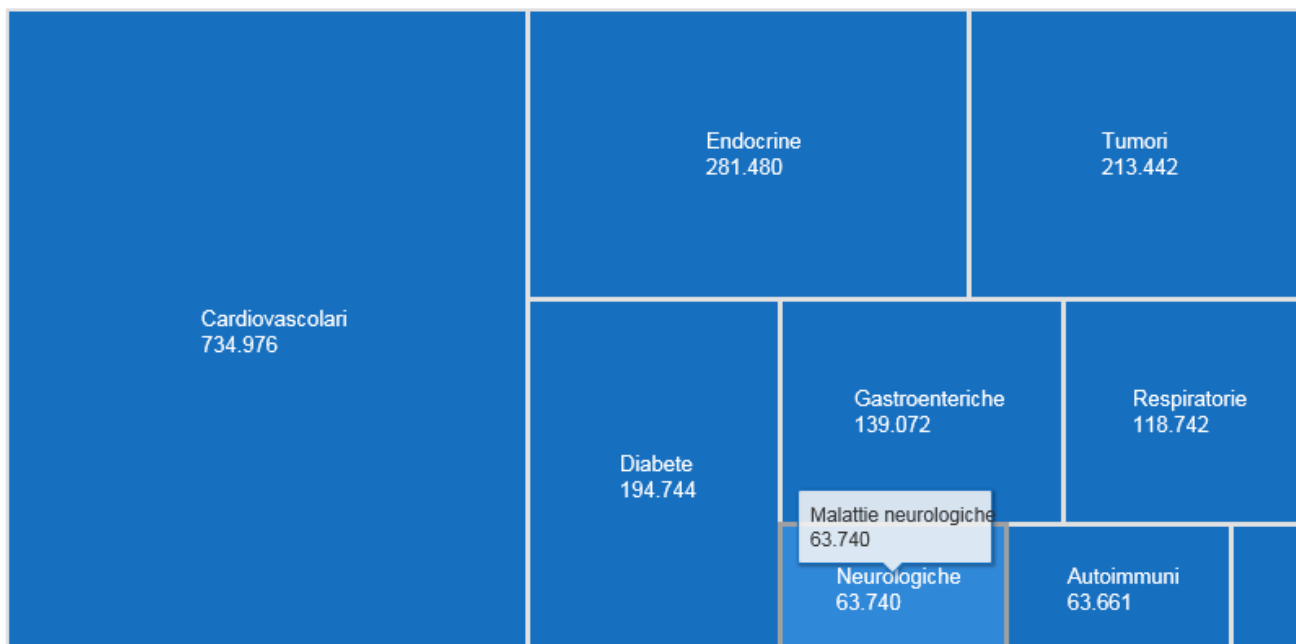 Endocrine
281.480
Tumori
213.442
Cardiovascolari
734.976
Gastroenteriche
139.072
Respiratorie
118.742
Diabete
194.744
Malattie neurologiche
63.740
Neurologiche
63.740
Autoimmuni
63.661